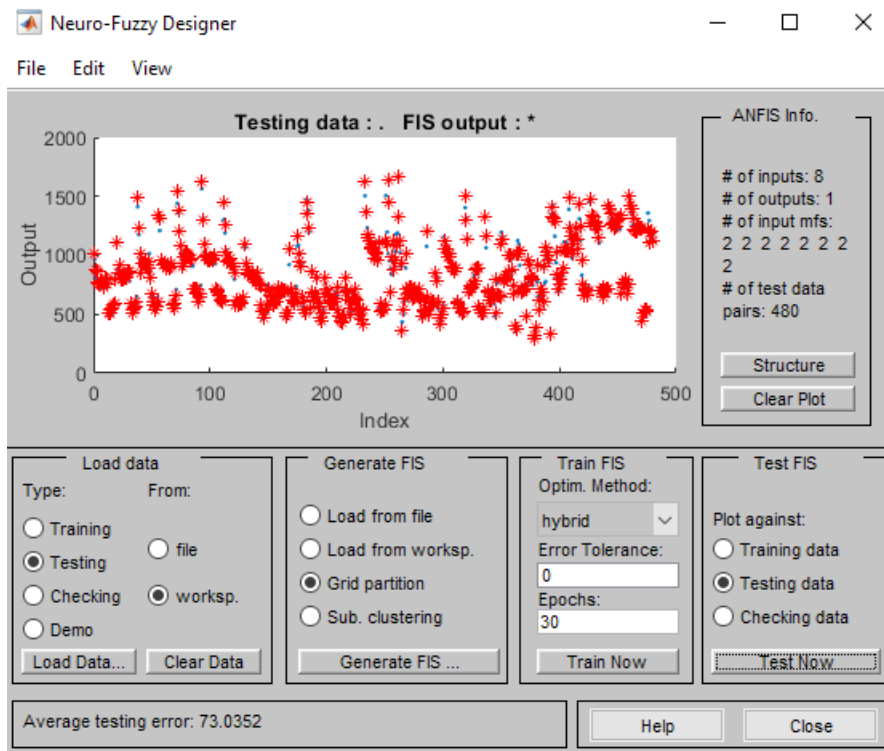 Neuro-Fuzzy Designer
File Edit View
Testing data : . FIS output : *
2000
1500
1000
500
0
Output
0 100 200 300 400 500
Index
ANFIS Info.
# of inputs: 8
# of outputs: 1
# of input mfs:
2 2 2 2 2 2 2
2
# of test data
pairs: 480
Structure
Clear Plot
Load data
Type: From:
Training
Testing
Checking
Demo
file
worksp.
Load Data... Clear Data
Generate FIS
Load from file
Load from worksp.
Grid partition
Sub. clustering
Generate FIS ...
Train FIS
Optim. Method:
hybrid
Error Tolerance:
0
Epochs:
30
Train Now
Test FIS
Plot against:
Training data
Testing data
Checking data
Test Now
Average testing error: 73.0352
Help Close